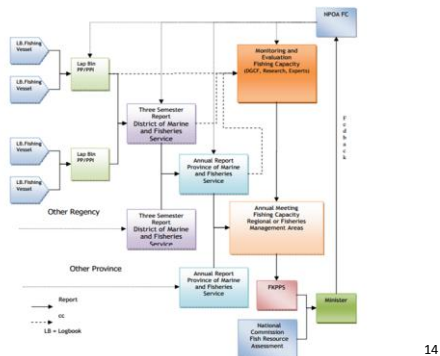 NPOA FC
LB.Fishing
Vessel
LB.Fishing
Vessel
Lap Bln
PP/PPI
Monitoring and
Evaluation
Fishing Capacity
(DGCF, Research, Experts)
Three Semester
Report
District of Marine
and Fisheries
Service
LB.Fishing
Vessel
LB.Fishing
Vessel
Lap Bln
PP/PPI
Annual Report
Province of Marine
and Fisheries
Service
Other Regency
Three Semester
Report
District of Marine
and Fisheries
Service
Annual Meeting
Fishing Capacity
Regional or Fisheries
Management Areas
Other Province
Annual Report
Province of Marine
and Fisheries
Service
FKPPS
Minister
National
Commission
Fish Resource
Assessment
Report
cc
LB = Logbook
14